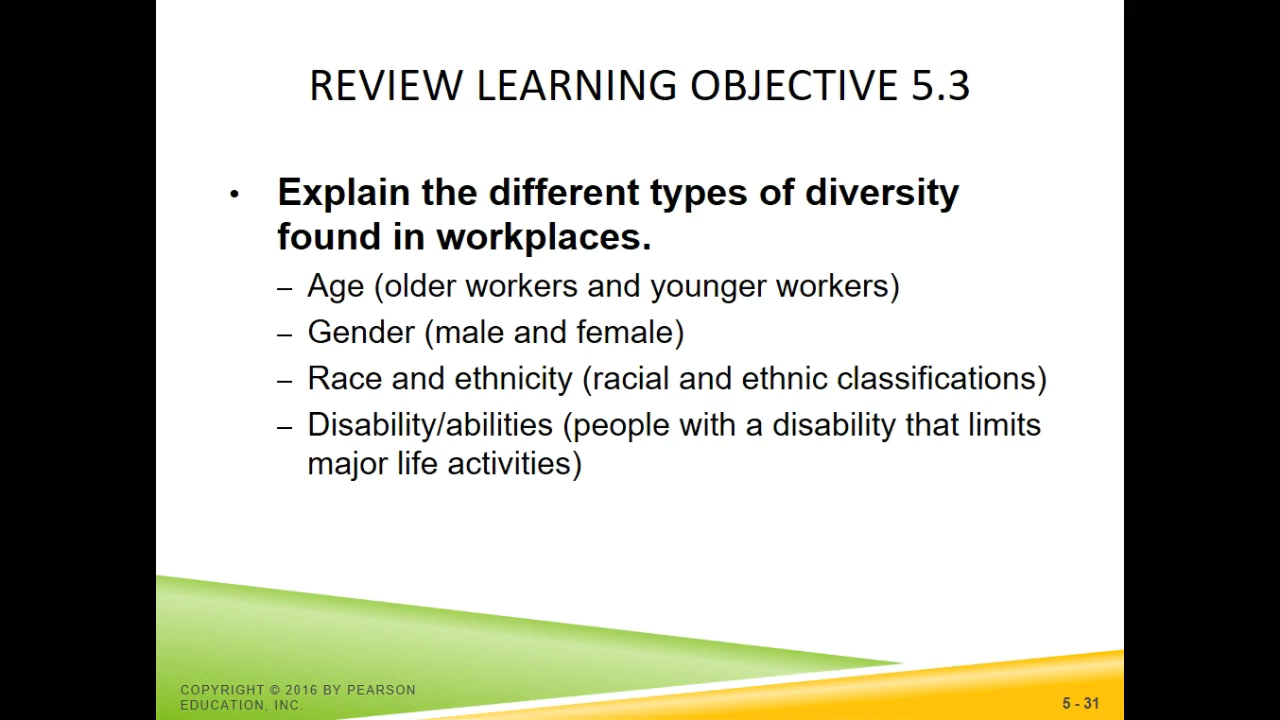 REVIEW LEARNING OBJECTIVE 5.3
• Explain the different types of diversity
found in workplaces.
– Age (older workers and younger workers)
– Gender (male and female)
– Race and ethnicity (racial and ethnic classifications)
– Disability/abilities (people with a disability that limits
major life activities)
COPYRIGHT © 2016 BY PEARSON
EDUCATION, INC.
5 - 31